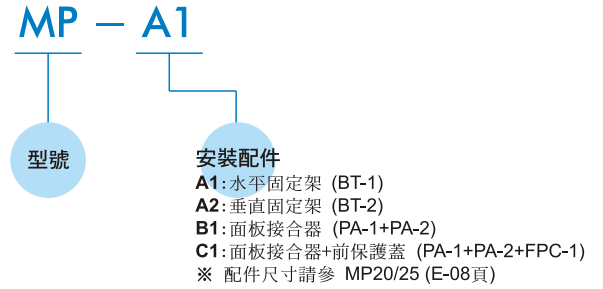 MP － A1
型號
安裝配件
A1:水平固定架 (BT-1)
A2:垂直固定架 (BT-2)
B1:面板接合器 (PA-1+PA-2)
C1:面板接合器+前保護蓋 (PA-1+PA-2+FPC-1)
※ 配件尺寸請參 MP20/25 (E-08頁)